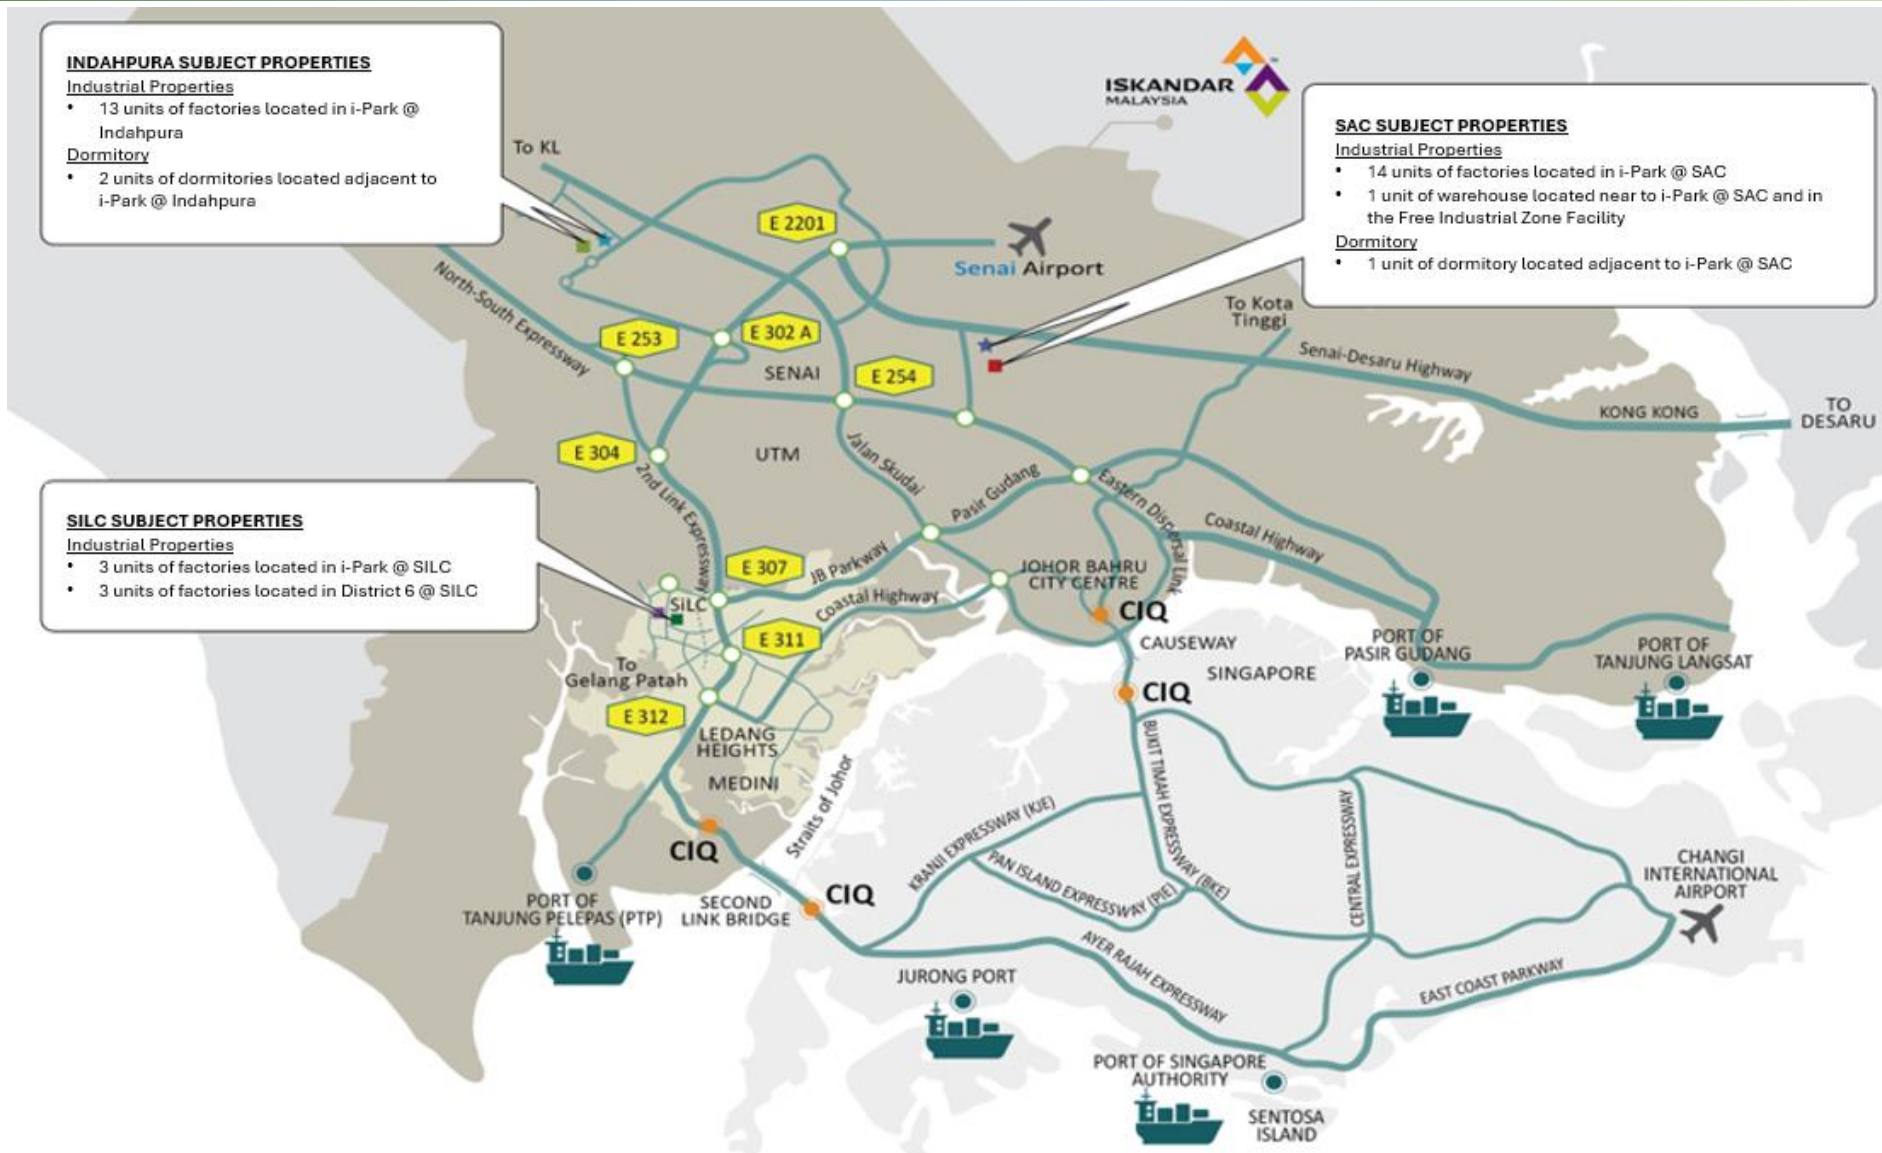 INDAHPURA SUBJECT PROPERTIES
Industrial Properties
• 13 units of factories located in i-Park @
Indahpura
Dormitory
• 2 units of dormitories located adjacent to
i-Park @ Indahpura
ISKANDAR
MALAYSIA
SAC SUBJECT PROPERTIES
Industrial Properties
• 14 units of factories located in i-Park @ SAC
• 1 unit of warehouse located near to i-Park @ SAC and in
the Free Industrial Zone Facility
Dormitory
• 1 unit of dormitory located adjacent to i-Park @ SAC
To KL
E 2201
Senai Airport
North-South Expressway
E 253
E 302 A
SENAI
E 254
To Kota
Tinggi
Senai-Desaru Highway
KONG KONG
TO
DESARU
E 304
UTM
Jalan Skudai
2nd Link Expressway
Pasir Gudang
Eastern Dispersal Link
Coastal Highway
SILC SUBJECT PROPERTIES
Industrial Properties
• 3 units of factories located in i-Park @ SILC
• 3 units of factories located in District 6 @ SILC
E 307
JB Parkway
Coastal Highway
JOHOR BAHRU
CITY CENTRE
CIQ
SiLC
E 311
CAUSEWAY
SINGAPORE
PORT OF
PASIR GUDANG
PORT OF
TANJUNG LANGSAT
To
Gelang Patah
CIQ
E 312
LEDANG
HEIGHTS
MEDINI
Straits of Johor
BUKIT TIMAH EXPRESSWAY (BKE)
KRANJI EXPRESSWAY (KJE)
PAN ISLAND EXPRESSWAY (PIE)
CENTRAL EXPRESSWAY
CHANGI
INTERNATIONAL
AIRPORT
CIQ
CIQ
PORT OF
TANJUNG PELEPAS (PTP)
SECOND
LINK BRIDGE
AYER RAJAH EXPRESSWAY
EAST COAST PARKWAY
JURONG PORT
PORT OF SINGAPORE
AUTHORITY
SENTOSA
ISLAND